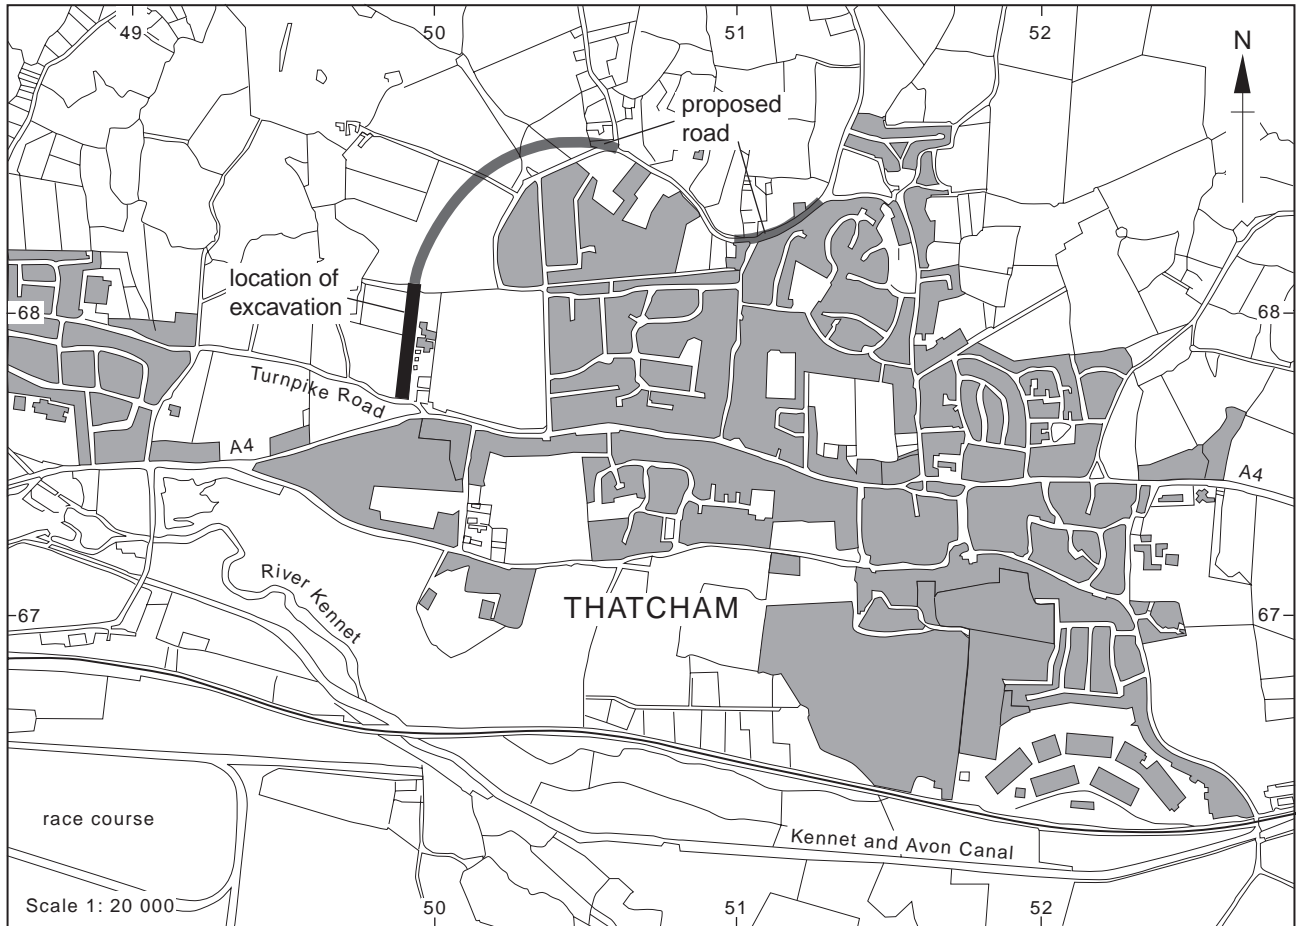 49
50
51
52
N
proposed
road
location of
excavation
68
68
Turnpike Road
A4
A4
River Kennet
THATCHAM
67
67
race course
Kennet and Avon Canal
Scale 1: 20 000
50
51
52